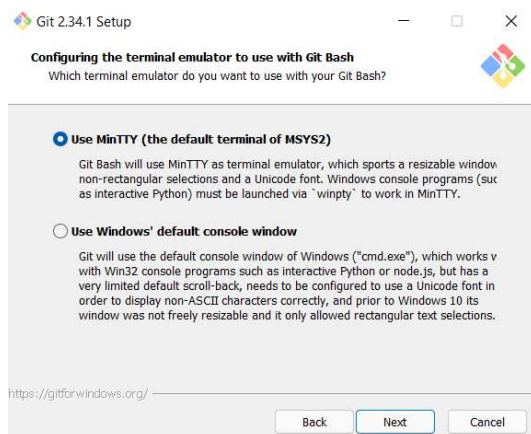 Git 2.34.1 Setup
Configuring the terminal emulator to use with Git Bash
Which terminal emulator do you want to use with your Git Bash?
Use MinTTY (the default terminal of MSYS2)
Git Bash will use MinTTY as terminal emulator, which sports a resizable window
non-rectangular selections and a Unicode font. Windows console programs (suc
as interactive Python) must be launched via `winpty` to work in MinTTY.
Use Windows' default console window
Git will use the default console window of Windows ("cmd.exe"), which works w
with Win32 console programs such as interactive Python or node.js, but has a
very limited default scroll-back, needs to be configured to use a Unicode font in
order to display non-ASCII characters correctly, and prior to Windows 10 its
window was not freely resizable and it only allowed rectangular text selections.
https://gitforwindows.org/
Back Next Cancel